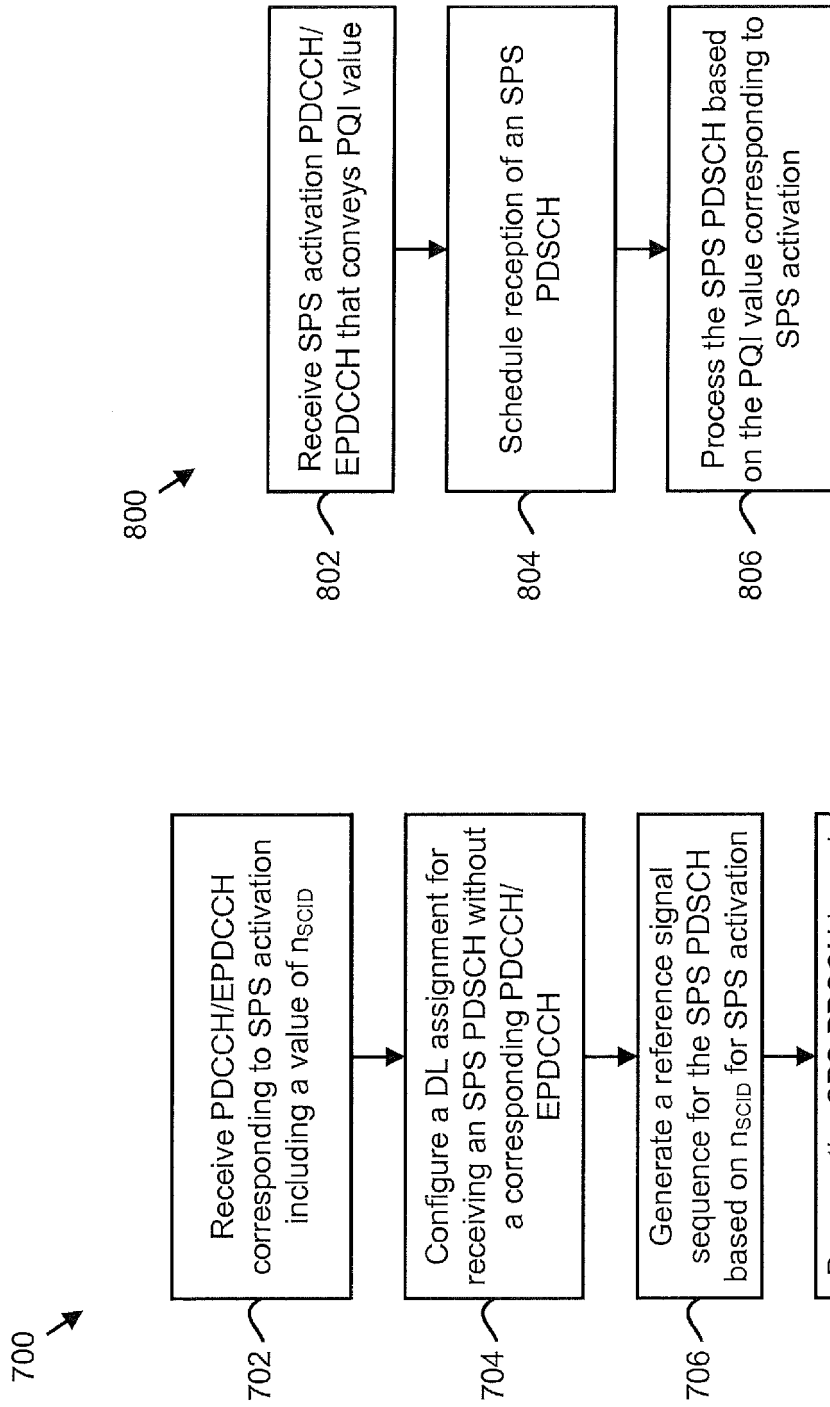 700
702
Receive PDCCH/EPDCCH
corresponding to SPS activation
including a value of nSCID
704
Configure a DL assignment for
receiving an SPS PDSCH without
a corresponding PDCCH/
EPDCCH
706
Generate a reference signal
sequence for the SPS PDSCH
based on nSCID for SPS activation
the SPS PDSCH
800
802
Receive SPS activation PDCCH/
EPDCCH that conveys PQI value
804
Schedule reception of an SPS
PDSCH
806
Process the SPS PDSCH based
on the PQI value corresponding to
SPS activation